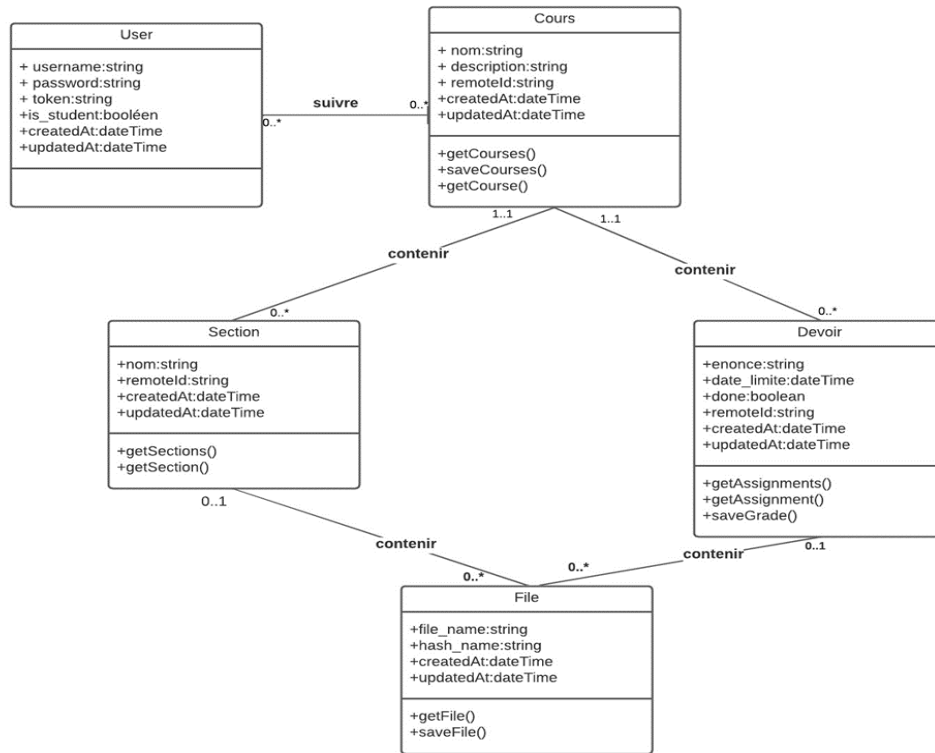 User
+ username:string
+ password:string
+ token:string
+is_student:booléen
+createdAt:dateTime
+updatedAt:dateTime
suivre
0..*
0..*
Cours
+ nom:string
+ description:string
+ remoteId:string
+createdAt:dateTime
+updatedAt:dateTime
+getCourses()
+saveCourses()
+getCourse()
1..1
1..1
contenir
contenir
0..*
0..*
Section
+nom:string
+remoteId:string
+createdAt:dateTime
+updatedAt:dateTime
+getSections()
+getSection()
Devoir
+enonce:string
+date_limite:dateTime
+done:boolean
+remoteId:string
+createdAt:dateTime
+updatedAt:dateTime
+getAssignments()
+getAssignment()
+saveGrade()
0..1
0..1
contenir
contenir
0..*
0..*
File
+file_name:string
+hash_name:string
+createdAt:dateTime
+updatedAt:dateTime
+getFile()
+saveFile()